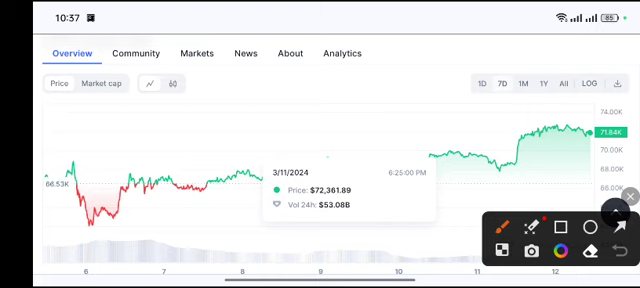 10:37
85
Overview Community Markets News About Analytics
Price Market cap 1D 7D 1M 1Y All LOG
74.00K
71.84K
70.00K
68.00K
66.00K
66.53K
3/11/2024 6:25:00 PM
Price: $72,361.89
Vol 24h: $53.08B
6 7 8 9 10 11 12